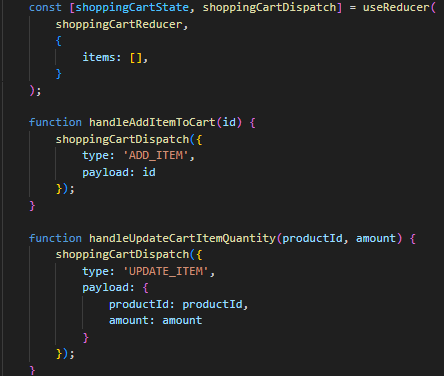 const [shoppingCartState, shoppingCartDispatch] = useReducer(
    shoppingCartReducer,
    {
        items: [],
    }
);

function handleAddItemToCart(id) {
    shoppingCartDispatch({
        type: 'ADD_ITEM',
        payload: id
    });
}

function handleUpdateCartItemQuantity(productId, amount) {
    shoppingCartDispatch({
        type: 'UPDATE_ITEM',
        payload: {
            productId: productId,
            amount: amount
        }
    });
}